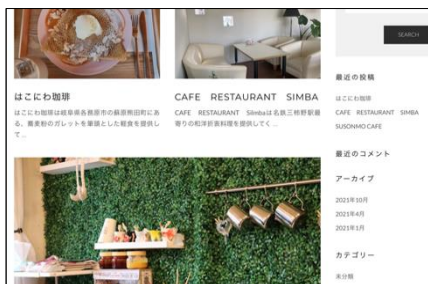 はこにわ珈琲
はこにわ珈琲は岐阜県各務原市の蘇原熊田町にあ
る、蕎麦粉のガレットを筆頭とした軽食を提供し
て ...
CAFE RESTAURANT SIMBA
CAFE RESTAURANT Slimbaは名鉄三柿野駅最
寄りの和洋折衷料理を提供してく ...
SEARCH
最近の投稿
はこにわ珈琲
CAFE RESTAURANT SIMBA
SUSONMO CAFE
最近のコメント
アーカイブ
2021年10月
2021年4月
2021年1月
カテゴリー
未分類